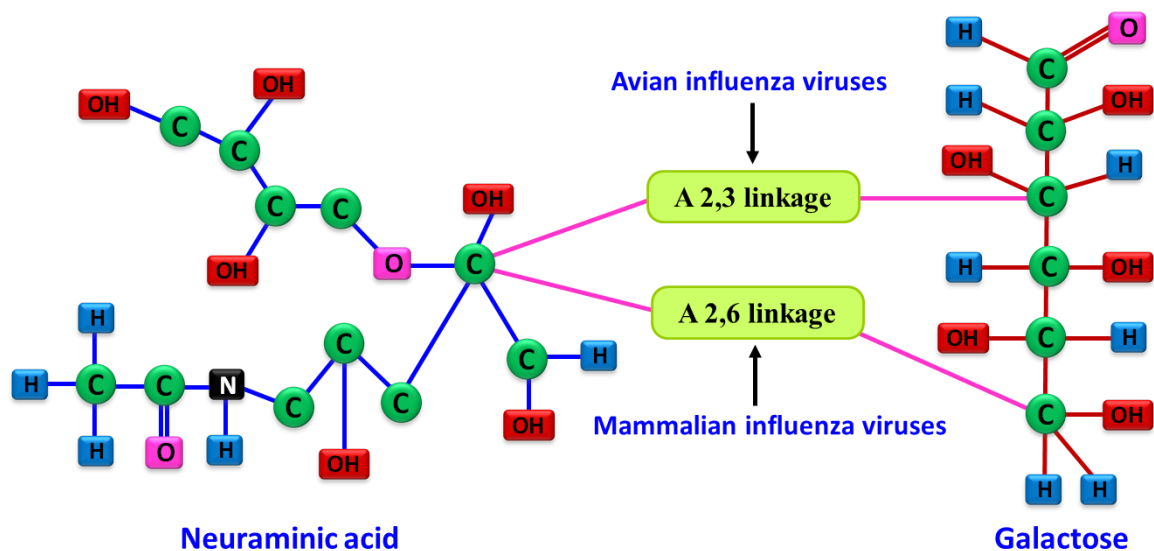 Avian influenza viruses
A 2,3 linkage
A 2,6 linkage
Mammalian influenza viruses
OH
OH
C
C
C
C
OH
O
C
OH
H
H
C
C
N
H
O
H
C
C
C
OH
C
H
OH
H
Neuraminic acid
H
O
C
H
OH
C
OH
H
C
H
OH
C
OH
H
C
C
OH
H
H
Galactose